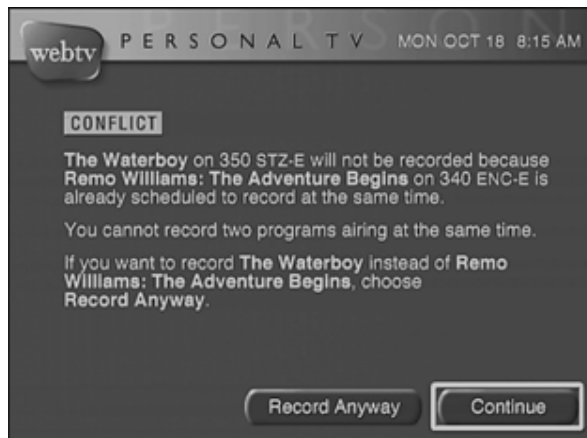 PERSON
webtv PERSONAL TV MON OCT 18 8:15 AM
CONFLICT
The Waterboy on 350 STZ-E will not be recorded because
Remo Williams: The Adventure Begins on 340 ENC-E is
already scheduled to record at the same time.
You cannot record two programs airing at the same time.
If you want to record The Waterboy instead of Remo
Williams: The Adventure Begins, choose
Record Anyway.
Record Anyway Continue